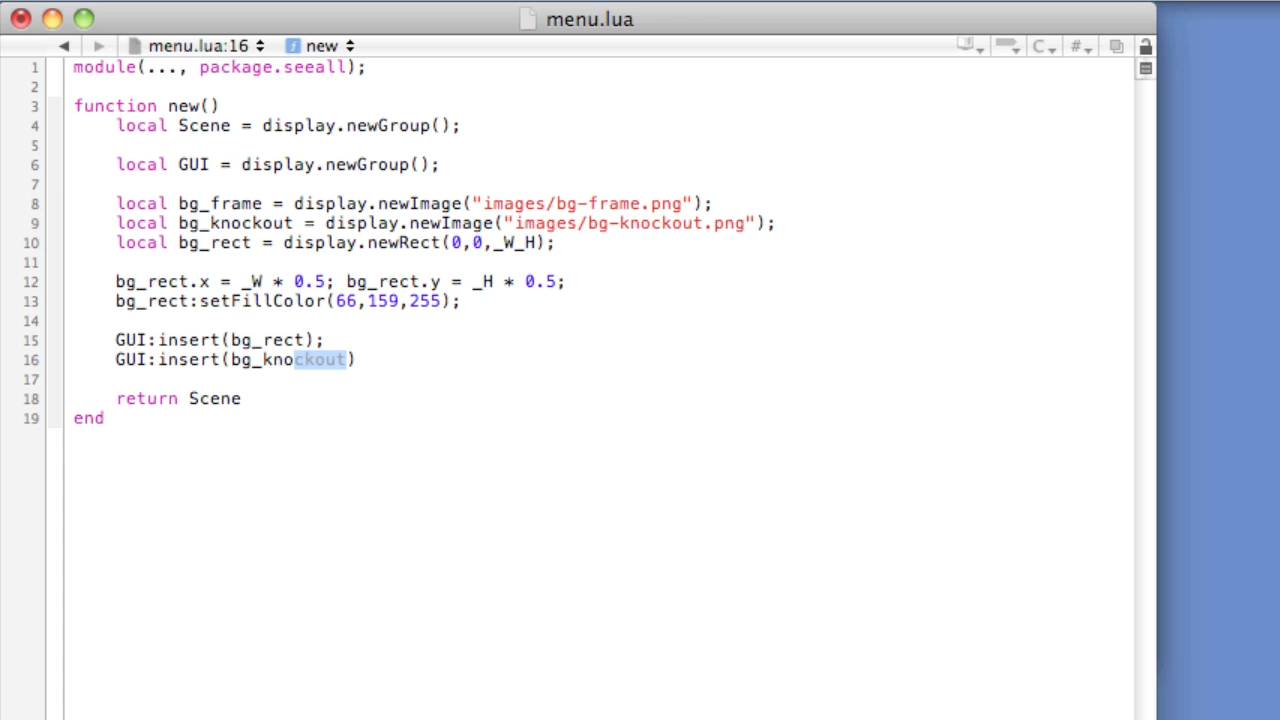 menu.lua
menu.lua:16 new C #
1 module(..., package.seeall);
2
3 function new()
4 local Scene = display.newGroup();
5
6 local GUI = display.newGroup();
7
8 local bg_frame = display.newImage("images/bg-frame.png");
9 local bg_knockout = display.newImage("images/bg-knockout.png");
10 local bg_rect = display.newRect(0,0,_W_H);
11
12 bg_rect.x = _W * 0.5; bg_rect.y = _H * 0.5;
13 bg_rect:setFillColor(66,159,255);
14
15 GUI:insert(bg_rect);
16 GUI:insert(bg_knockout)
17
18 return Scene
19 end